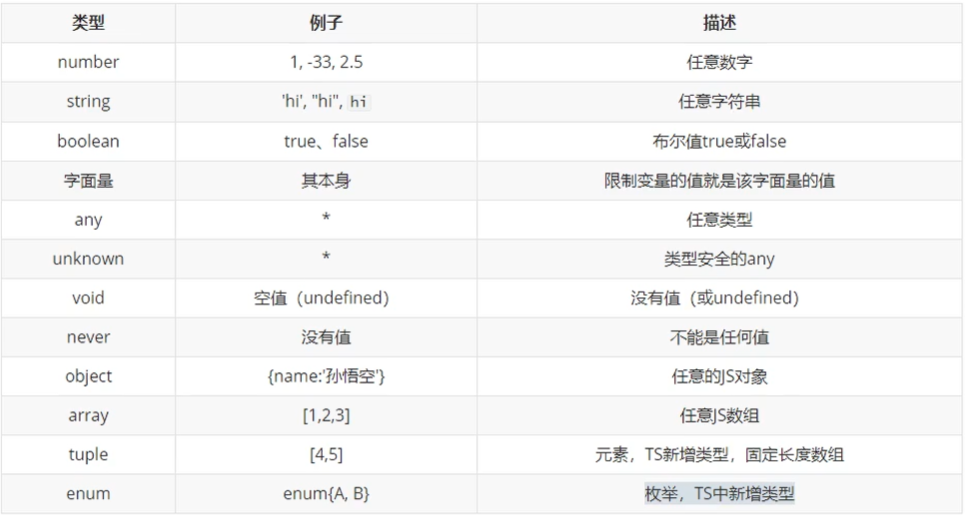 类型 例子 描述
number 1, -33, 2.5 任意数字
string 'hi', "hi", hi 任意字符串
boolean true、false 布尔值true或false
字面量 其本身 限制变量的值就是该字面量的值
any * 任意类型
unknown * 类型安全的any
void 空值（undefined） 没有值（或undefined）
never 没有值 不能是任何值
object {name:'孙悟空'} 任意的JS对象
array [1,2,3] 任意JS数组
tuple [4,5] 元素，TS新增类型，固定长度数组
enum enum{A, B} 枚举，TS中新增类型